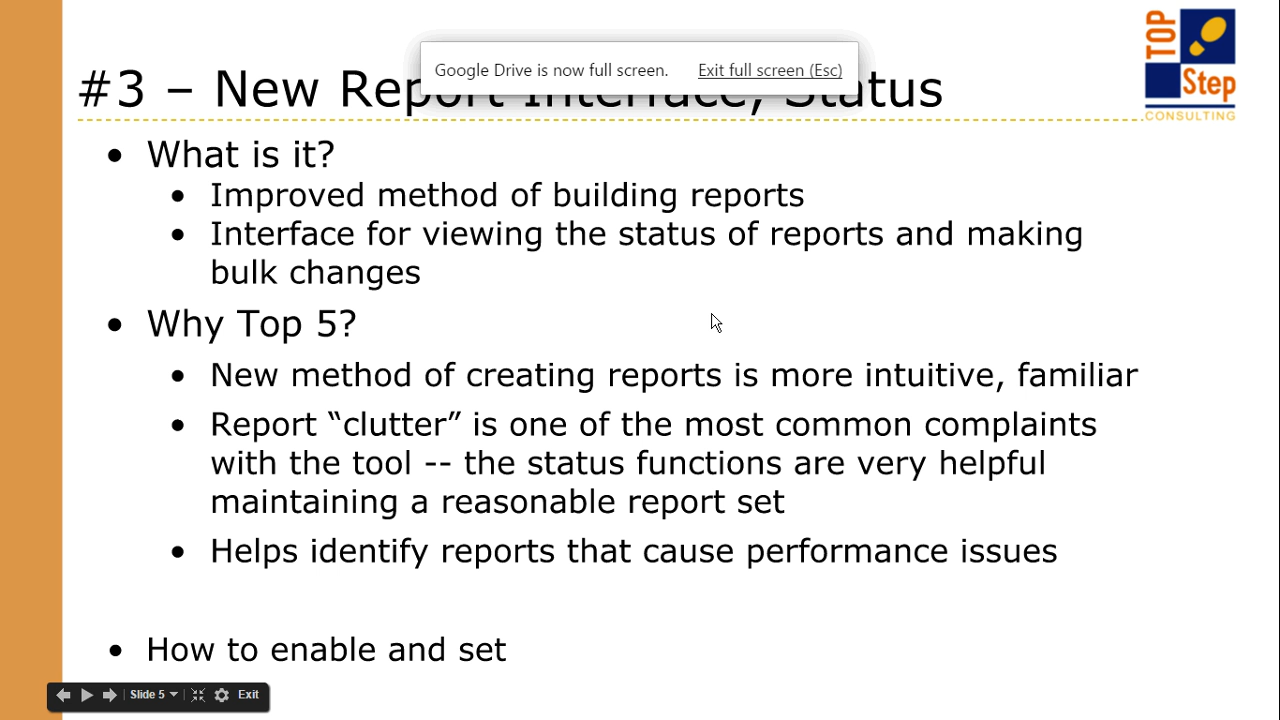 TOP
Step
CONSULTING
Google Drive is now full screen. Exit full screen (Esc)
#3 – New Report Interface, Status
• What is it?
• Improved method of building reports
• Interface for viewing the status of reports and making
bulk changes
• Why Top 5?
• New method of creating reports is more intuitive, familiar
• Report “clutter” is one of the most common complaints
with the tool -- the status functions are very helpful
maintaining a reasonable report set
• Helps identify reports that cause performance issues
• How to enable and set
Slide 5 Exit